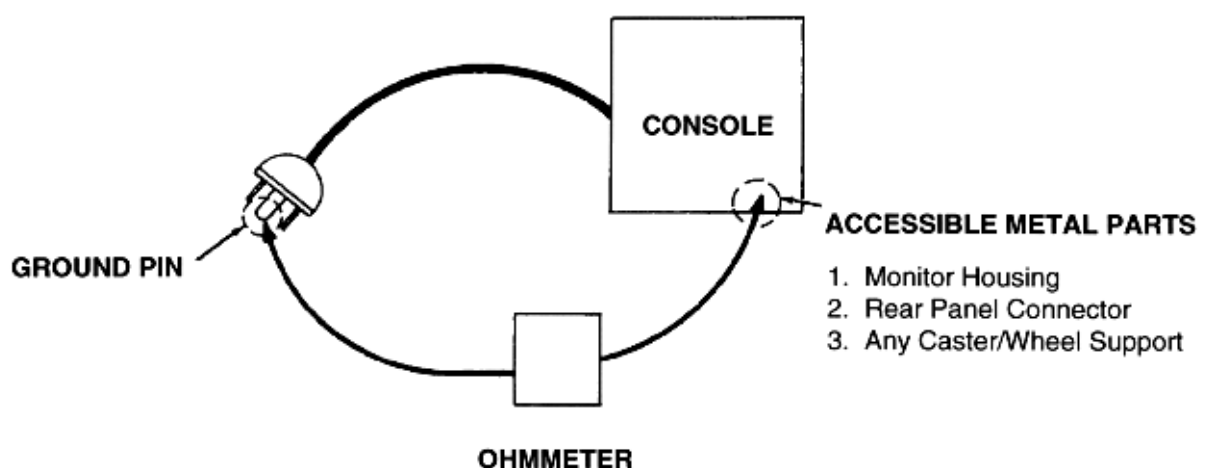 CONSOLE
GROUND PIN
ACCESSIBLE METAL PARTS
1. Monitor Housing
2. Rear Panel Connector
3. Any Caster/Wheel Support
OHMMETER